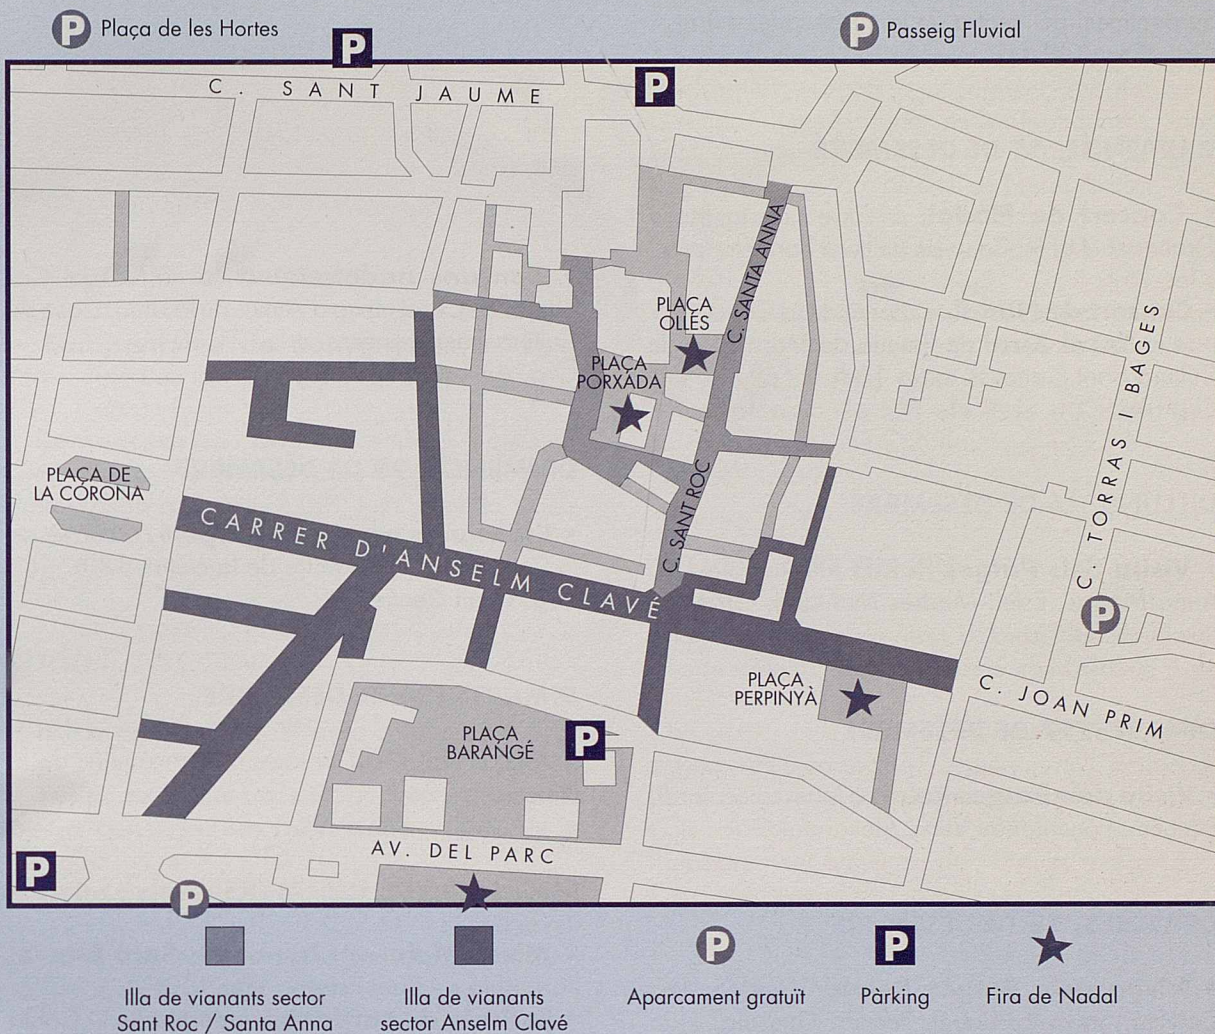 P Plaça de les Hortes
P
P Passeig Fluvial
C. SANT JAUME
P
C. SANTA ANNA
PLAÇA
OLLÉS
PLAÇA
PORXADA
C. TORRAS I BAGES
PLAÇA DE
LA CORONA
C. SANT ROC
CARRER D'ANSELM CLAVÉ
P
PLAÇA
PERPINYÀ
C. JOAN PRIM
PLAÇA
BARANGÉ
P
AV. DEL PARC
P
P
P
P
Illa de vianants sector
Sant Roc / Santa Anna
Illa de vianants
sector Anselm Clavé
Aparcament gratuït
Pàrking
Fira de Nadal